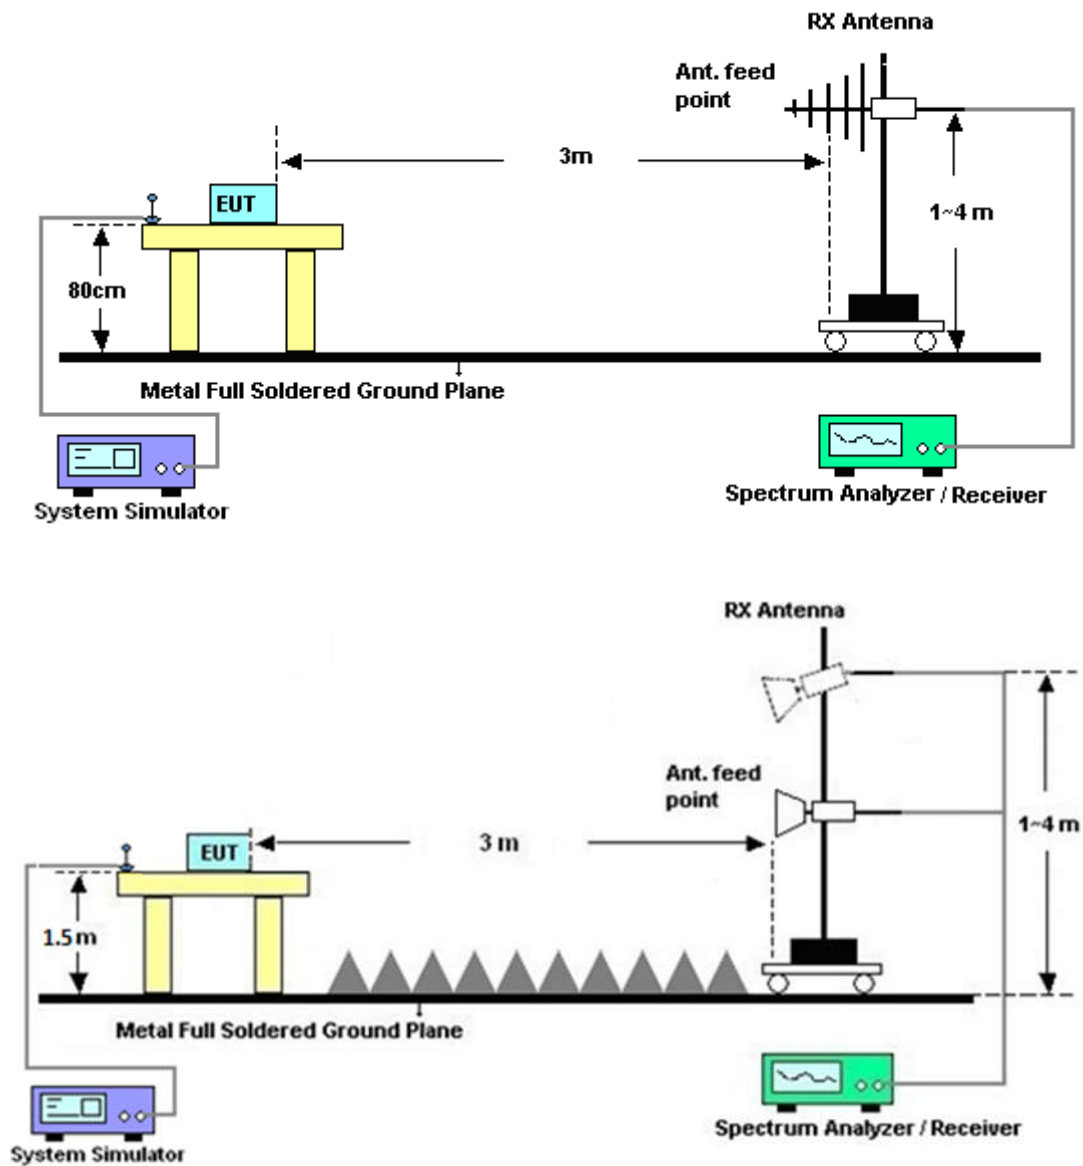 RX Antenna
Ant. feed
point
3m
EUT
1~4 m
80cm
Metal Full Soldered Ground Plane
System Simulator
Spectrum Analyzer / Receiver
RX Antenna
Ant. feed
point
3 m
EUT
1~4 m
1.5 m
Metal Full Soldered Ground Plane
System Simulator
Spectrum Analyzer / Receiver